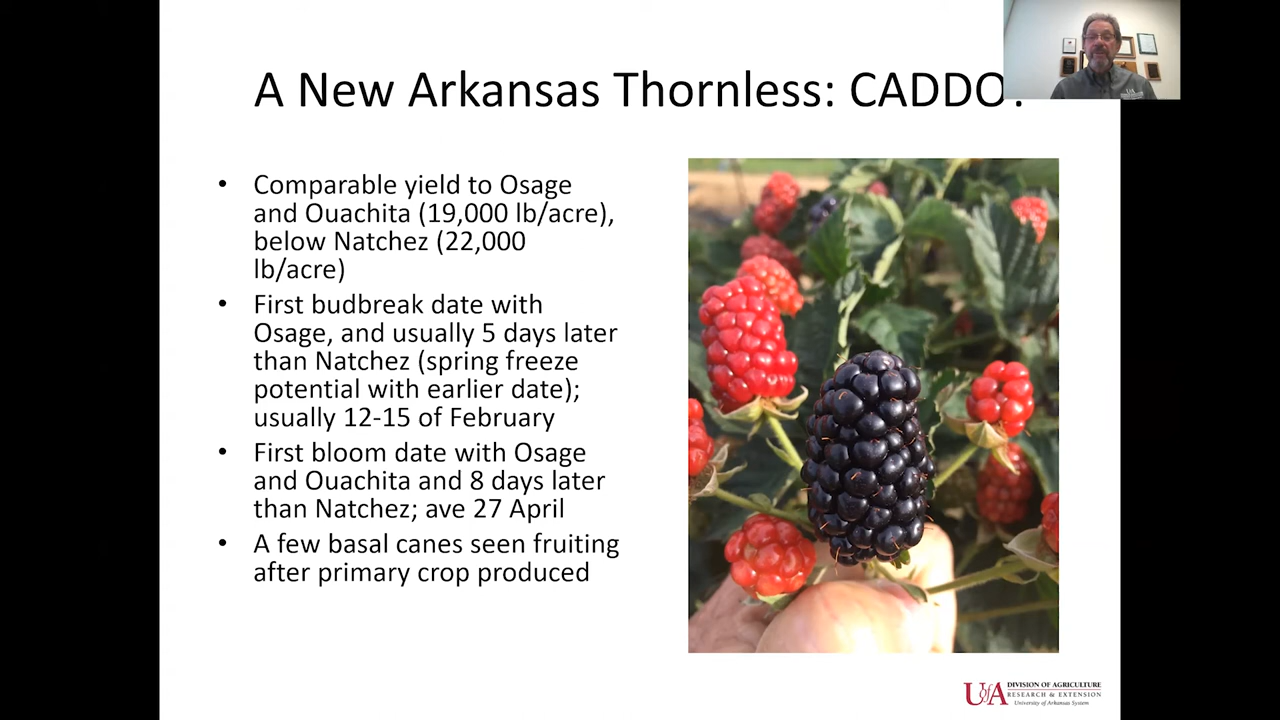 A New Arkansas Thornless: CADDO
• Comparable yield to Osage
and Ouachita (19,000 lb/acre),
below Natchez (22,000
lb/acre)
• First budbreak date with
Osage, and usually 5 days later
than Natchez (spring freeze
potential with earlier date);
usually 12-15 of February
• First bloom date with Osage
and Ouachita and 8 days later
than Natchez; ave 27 April
• A few basal canes seen fruiting
after primary crop produced
UofA
DIVISION OF AGRICULTURE
RESEARCH & EXTENSION
University of Arkansas System